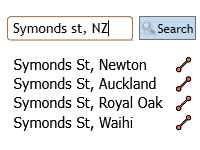 Symonds st, NZ
Search
Symonds St, Newton
Symonds St, Auckland
Symonds St, Royal Oak
Symonds St, Waihi